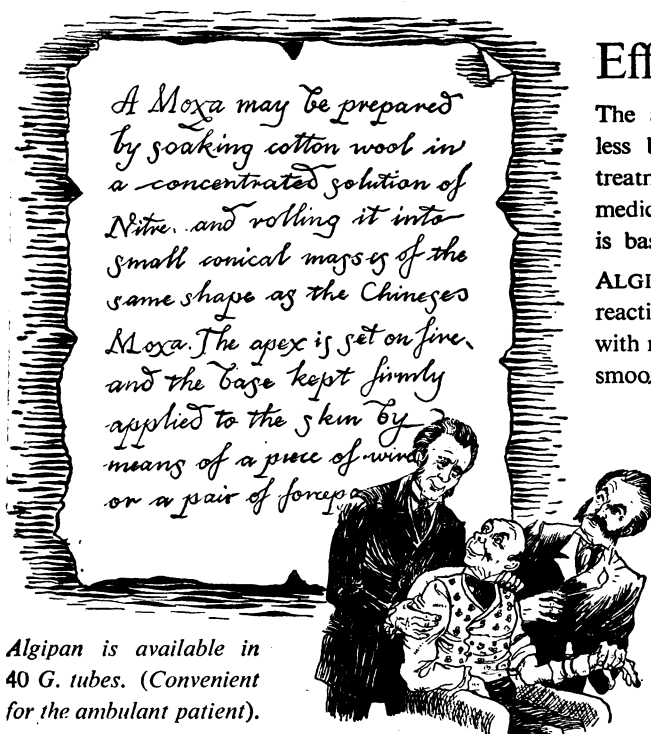 A Moxa may be prepared
by soaking cotton wool in
a concentrated solution of
Nitre. and rolling it into
small conical masses of the
same shape as the Chineses
Moxa. The apex is set on fire.
and the base kept firmly
applied to the skin by
means of a piece of wire
or a pair of forceps
Algipan is available in
40 G. tubes. (Convenient
for the ambulant patient).
Eff
The
less
treatn
medic
is bas
ALGI
reacti
with
smoo